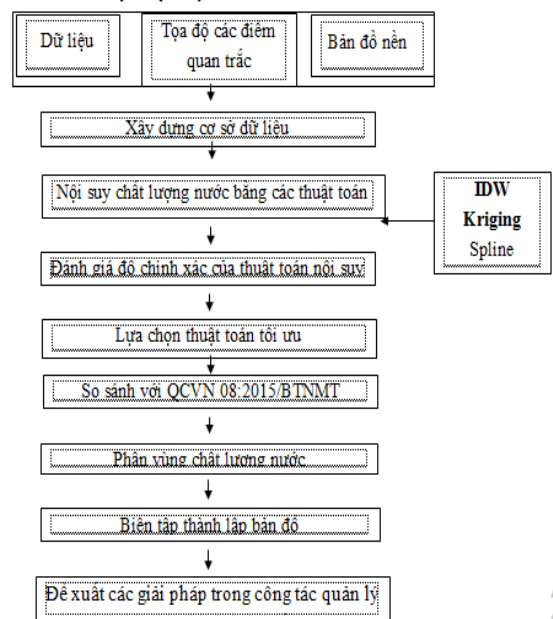 Dữ liệu
Tọa độ các điểm
quan trắc
Bản đồ nền
Xây dựng cơ sở dữ liệu
Nội suy chất lượng nước bằng các thuật toán
IDW
Kriging
Spline
Đánh giá độ chính xác của thuật toán nội suy
Lựa chọn thuật toán tối ưu
So sánh với QCVN 08:2015/BTNMT
Phân vùng chất lượng nước
Biên tập thành lập bản đồ
Đề xuất các giải pháp trong công tác quản lý